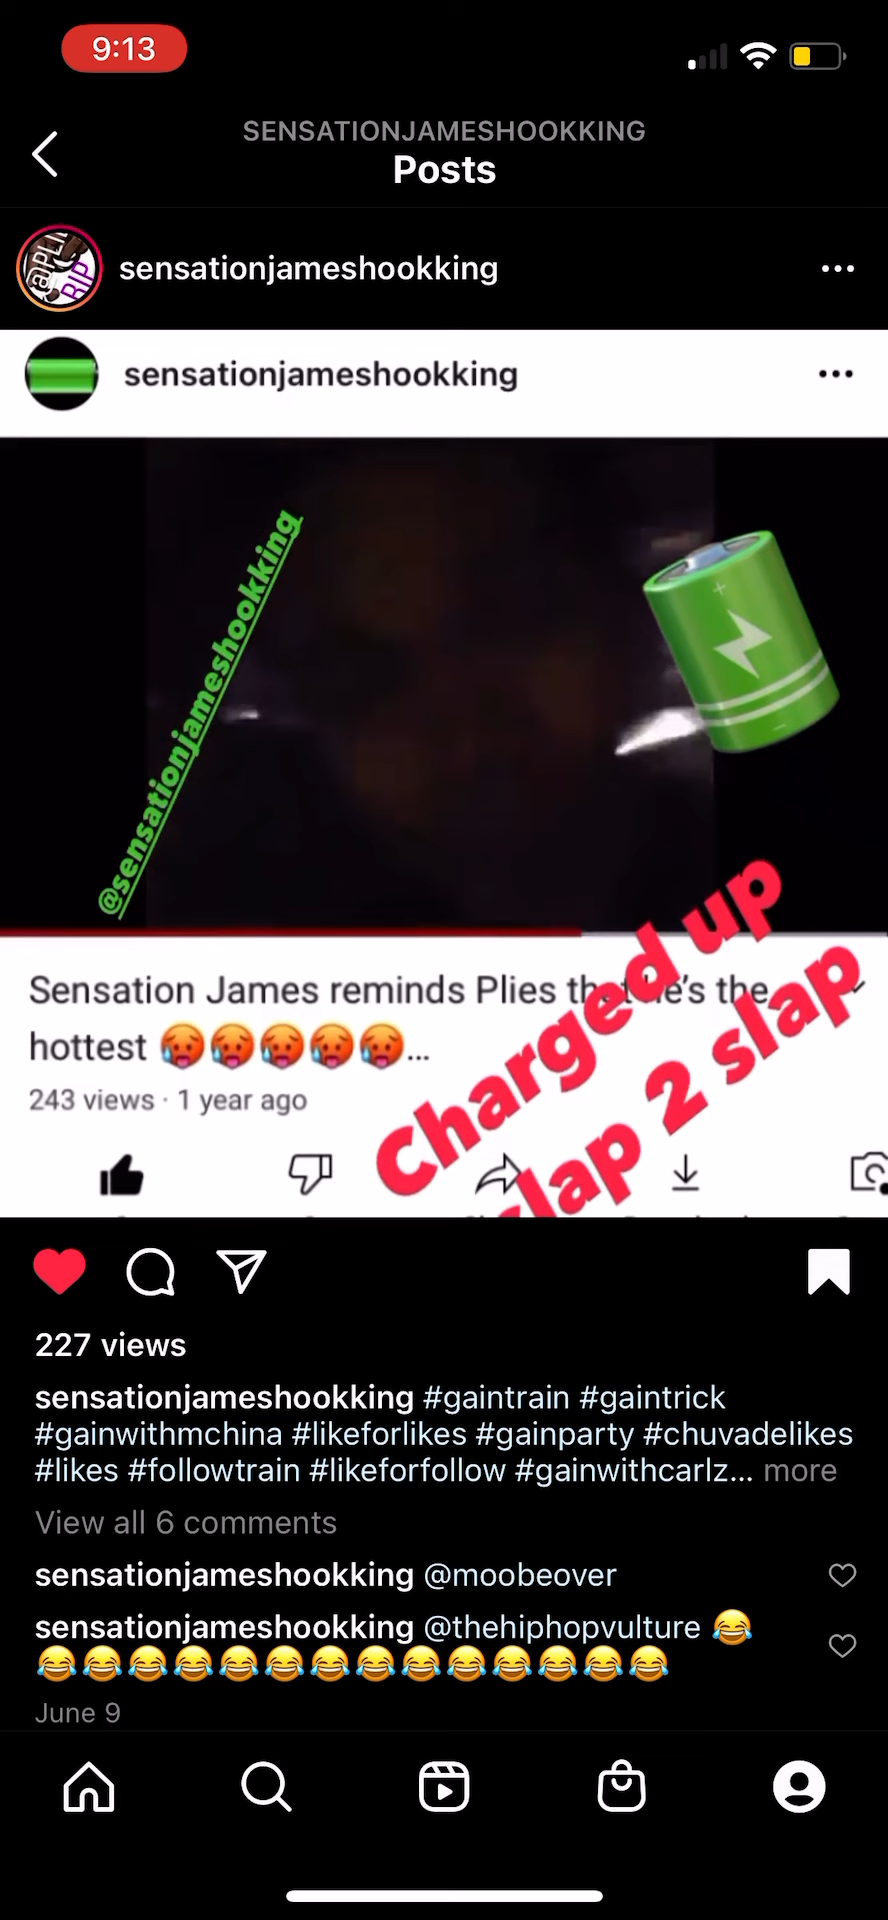 9:13
SENSATIONJAMESHOOKKING
Posts
@PLI
RIP
sensationjameshookking
sensationjameshookking
@sensationjameshookking
Charged up
slap 2 slap
Sensation James reminds Plies that he's the
hottest 🥵🥵🥵🥵🥵...
243 views · 1 year ago
227 views
sensationjameshookking #gaintrain #gaintrick
#gainwithmchina #likeforlikes #gainparty #chuvadelikes
#likes #followtrain #likeforfollow #gainwithcarlz... more
View all 6 comments
sensationjameshookking @moobeover
sensationjameshookking @thehiphopvulture 😂
😂😂😂😂😂😂😂😂😂😂😂😂😂😂
June 9